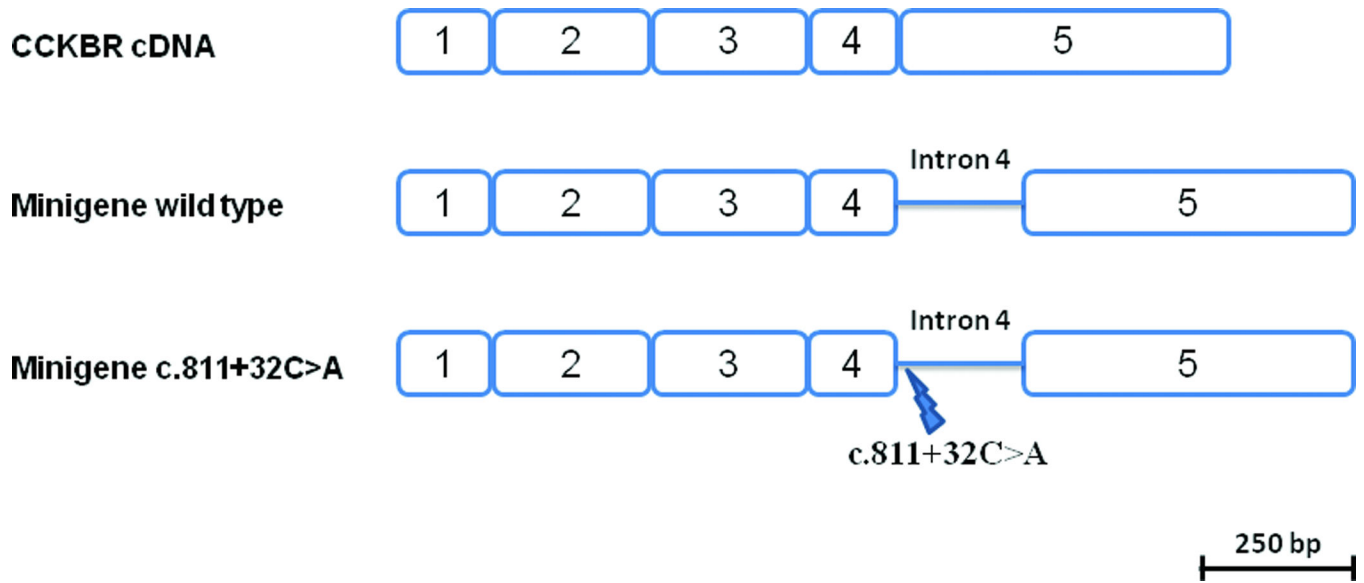 CCKBR cDNA 1 2 3 4 5
Intron 4
Minigene wild type 1 2 3 4 5
Intron 4
Minigene c.811+32C>A 1 2 3 4 5
c.811+32C>A
250 bp